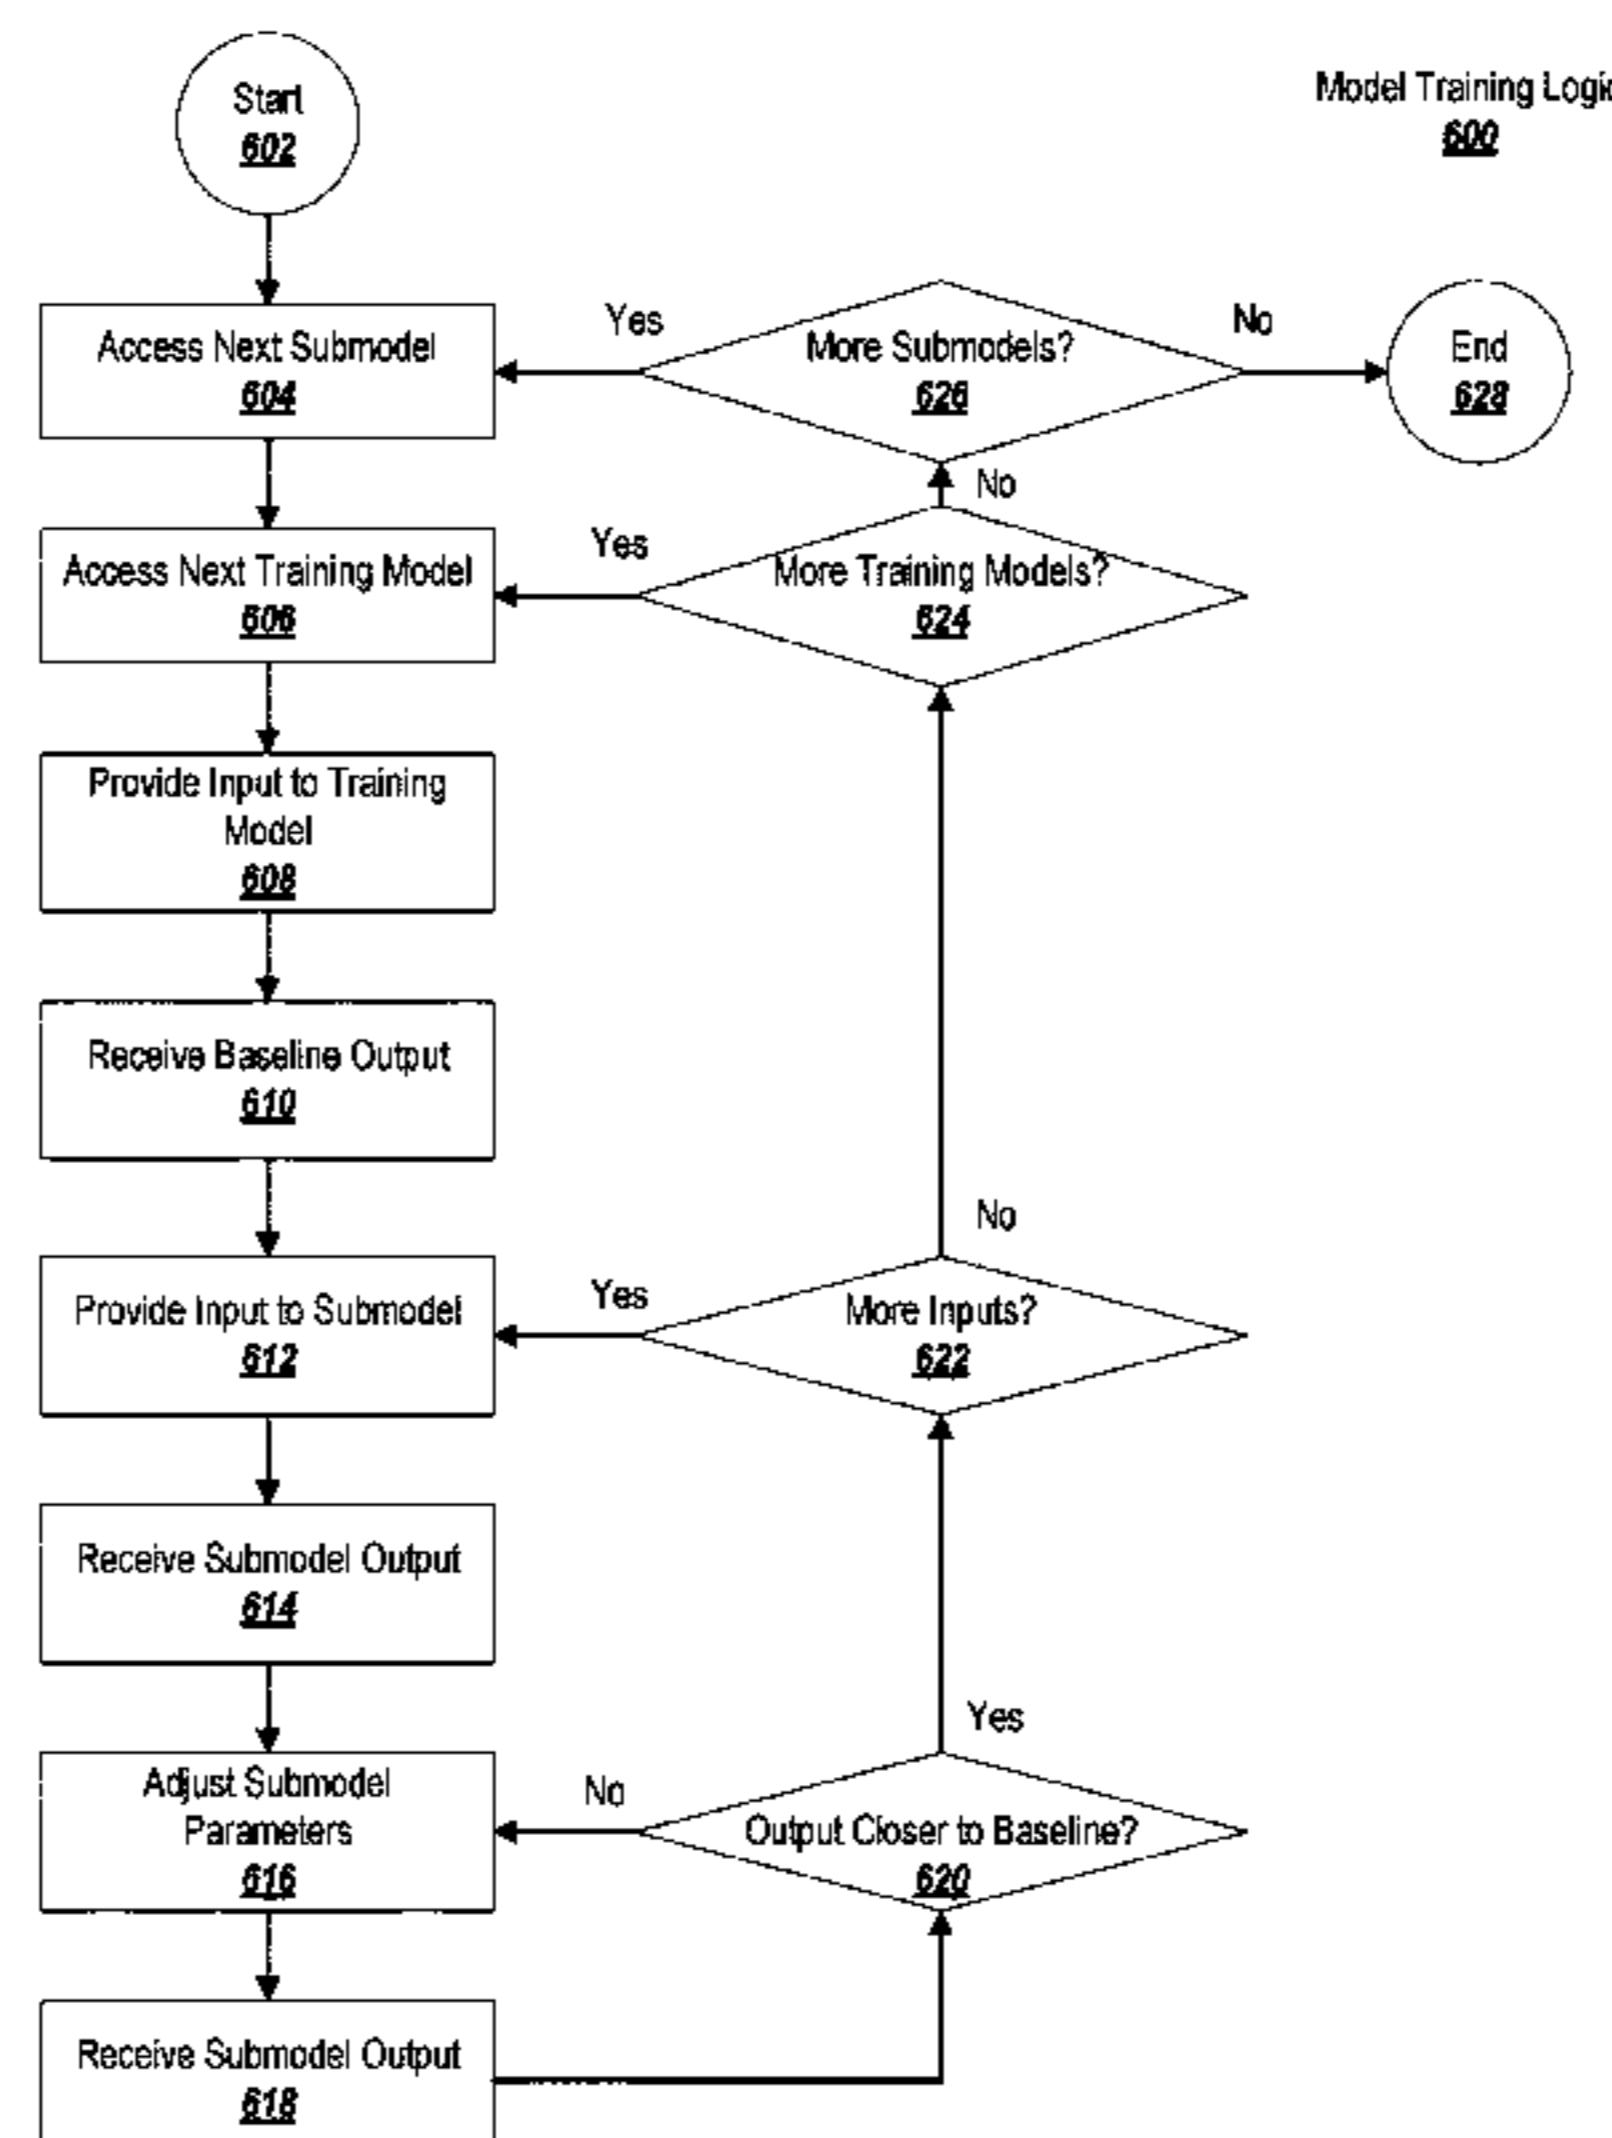 Start
602
Model Training Logic
600
Access Next Submodel
604
Yes
More Submodels?
626
No
End
628
No
Access Next Training Model
606
Yes
More Training Models?
624
Provide Input to Training
Model
608
Receive Baseline Output
610
No
Provide Input to Submodel
612
Yes
More Inputs?
622
Receive Submodel Output
614
Yes
Adjust Submodel
Parameters
616
No
Output Closer to Baseline?
620
Receive Submodel Output
618